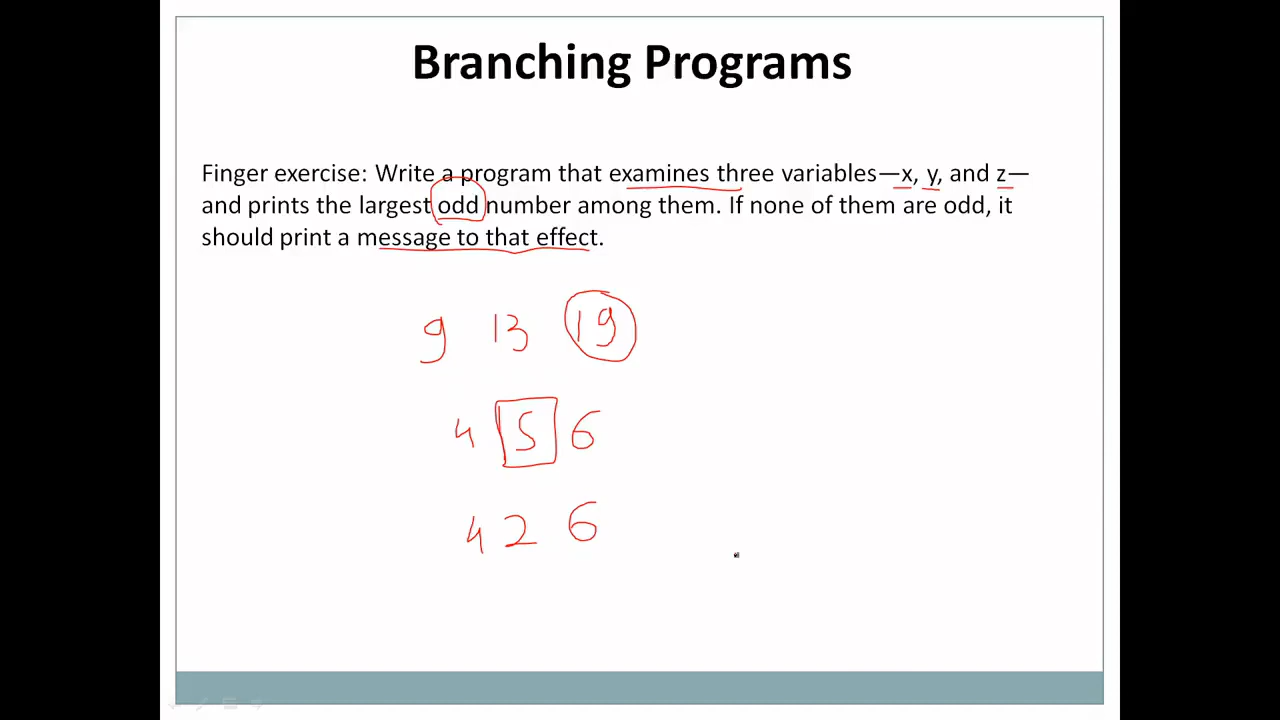 Branching Programs
Finger exercise: Write a program that examines three variables—x, y, and z—
and prints the largest odd number among them. If none of them are odd, it
should print a message to that effect.
9 13 19
4 5 6
4 2 6